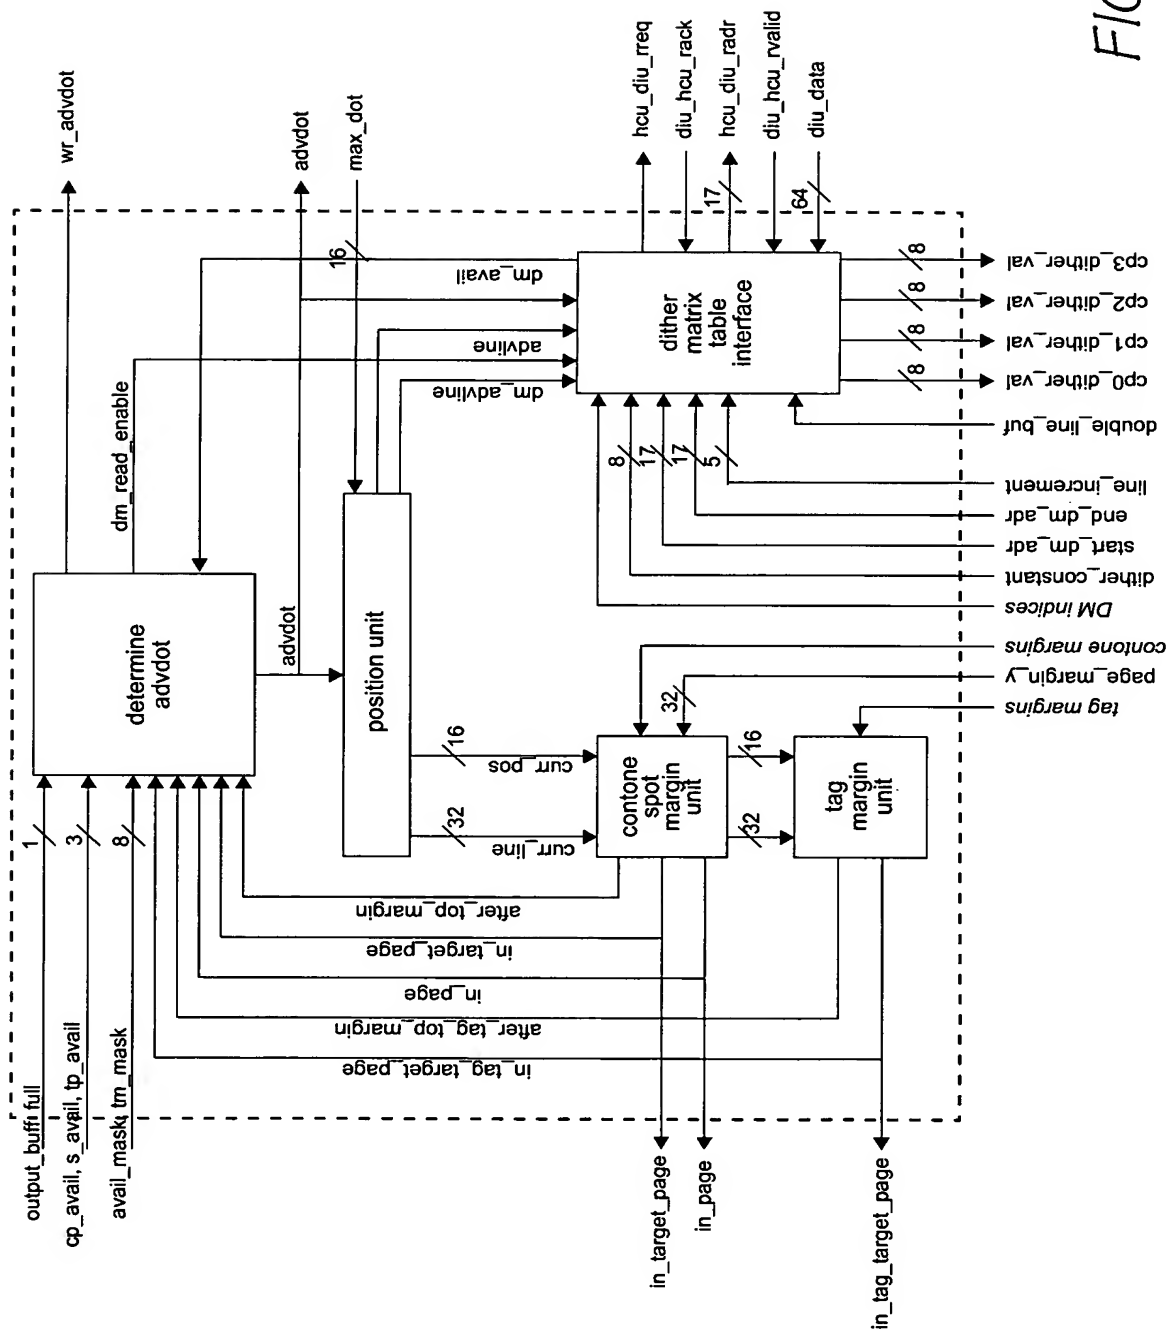 FIG
wr_advdot
advdot
max_dot
hcu_diu_rreq
diu_hcu_rack
hcu_diu_radr
diu_hcu_rvalid
diu_data
16
17
64
dm_avail
advline
dm_advline
dm_read_enable
determine
advdot
advdot
position unit
dither
matrix
table
interface
8
8
8
8
cp3_dither_val
cp2_dither_val
cp1_dither_val
cp0_dither_val
double_line_buf
line_increment
end_dm_adr
start_dm_adr
dither_constant
DM indices
contone margins
page_margin_y
tag margins
8
17
17
5
32
1
3
8
16
curr_pos
32
curr_line
contone
spot
margin
unit
16
32
tag
margin
unit
after_top_margin
in_target_page
in_page
after_tag_top_margin
in_tag_target_page
output_buff_full
cp_avail, s_avail, tp_avail
avail_mask, tm_mask
in_target_page
in_page
in_tag_target_page